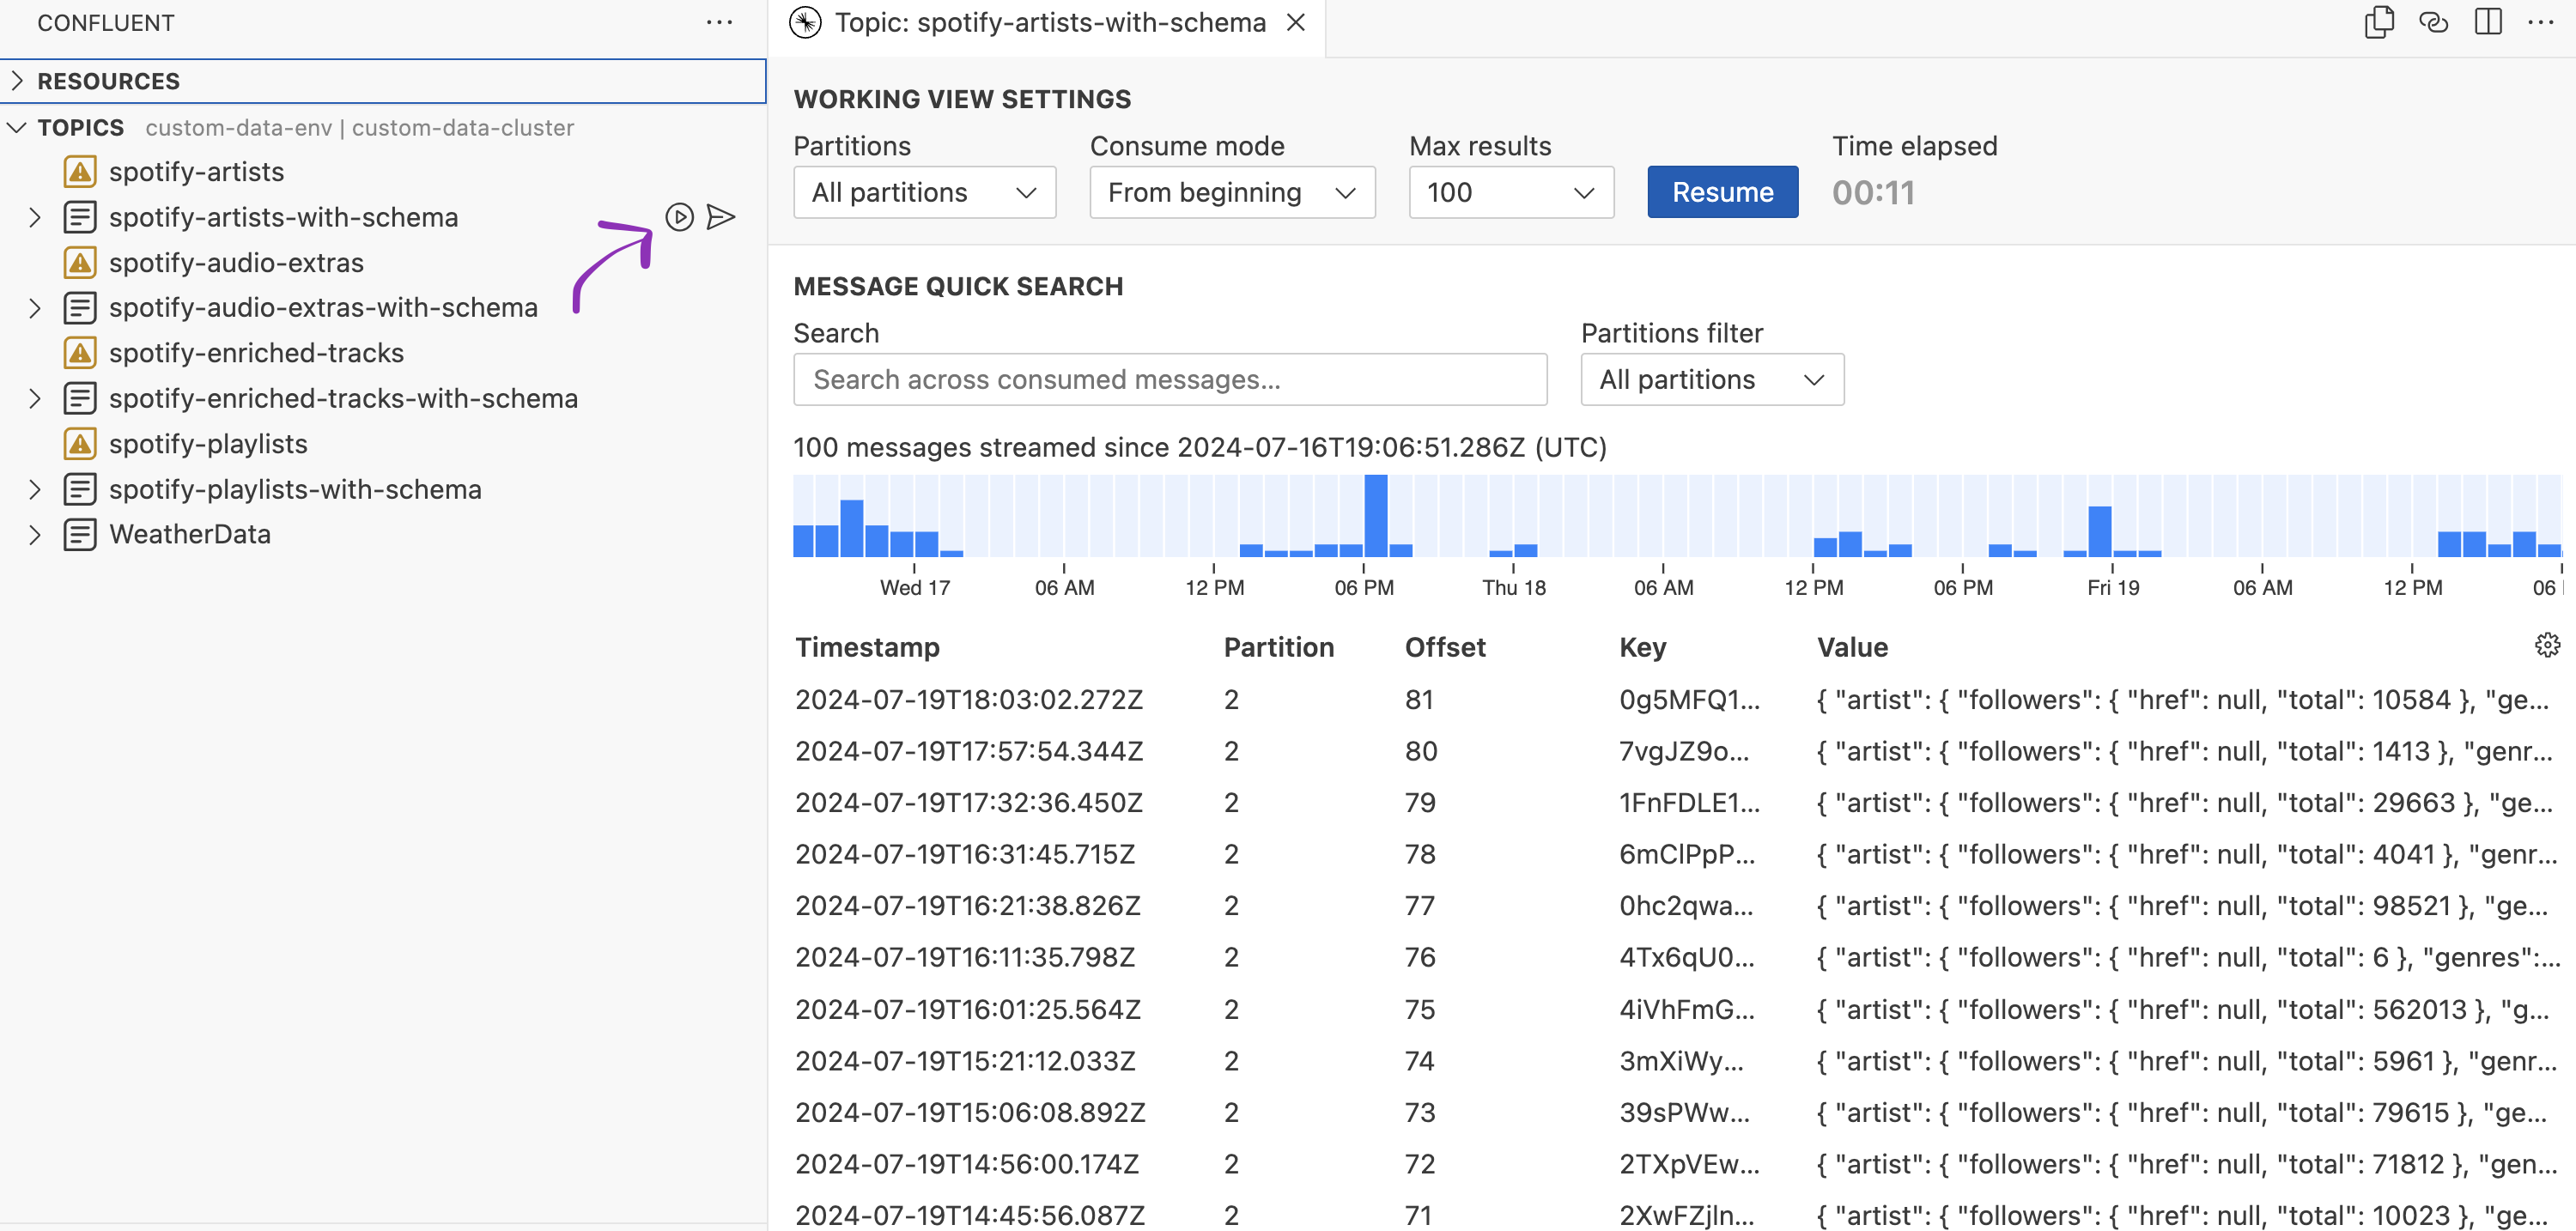 CONFLUENT
RESOURCES
TOPICS custom-data-env | custom-data-cluster
spotify-artists
spotify-artists-with-schema
spotify-audio-extras
spotify-audio-extras-with-schema
spotify-enriched-tracks
spotify-enriched-tracks-with-schema
spotify-playlists
spotify-playlists-with-schema
WeatherData
Topic: spotify-artists-with-schema
WORKING VIEW SETTINGS
Partitions Consume mode Max results Time elapsed
All partitions From beginning 100 Resume 00:11
MESSAGE QUICK SEARCH
Search Partitions filter
Search across consumed messages... All partitions
100 messages streamed since 2024-07-16T19:06:51.286Z (UTC)
Wed 17 06 AM 12 PM 06 PM Thu 18 06 AM 12 PM 06 PM Fri 19 06 AM 12 PM 06
Timestamp Partition Offset Key Value
2024-07-19T18:03:02.272Z 2 81 0g5MFQ1... { "artist": { "followers": { "href": null, "total": 10584 }, "ge...
2024-07-19T17:57:54.344Z 2 80 7vgJZ9o... { "artist": { "followers": { "href": null, "total": 1413 }, "genr...
2024-07-19T17:32:36.450Z 2 79 1FnFDLE1... { "artist": { "followers": { "href": null, "total": 29663 }, "ge...
2024-07-19T16:31:45.715Z 2 78 6mClPpP... { "artist": { "followers": { "href": null, "total": 4041 }, "genr...
2024-07-19T16:21:38.826Z 2 77 0hc2qwa... { "artist": { "followers": { "href": null, "total": 98521 }, "ge...
2024-07-19T16:11:35.798Z 2 76 4Tx6qU0... { "artist": { "followers": { "href": null, "total": 6 }, "genres":...
2024-07-19T16:01:25.564Z 2 75 4iVhFmG... { "artist": { "followers": { "href": null, "total": 562013 }, "g...
2024-07-19T15:21:12.033Z 2 74 3mXiWy... { "artist": { "followers": { "href": null, "total": 5961 }, "genr...
2024-07-19T15:06:08.892Z 2 73 39sPWw... { "artist": { "followers": { "href": null, "total": 79615 }, "ge...
2024-07-19T14:56:00.174Z 2 72 2TXpVEw... { "artist": { "followers": { "href": null, "total": 71812 }, "gen...
2024-07-19T14:45:56.087Z 2 71 2XwFZjln... { "artist": { "followers": { "href": null, "total": 10023 }, "ge...